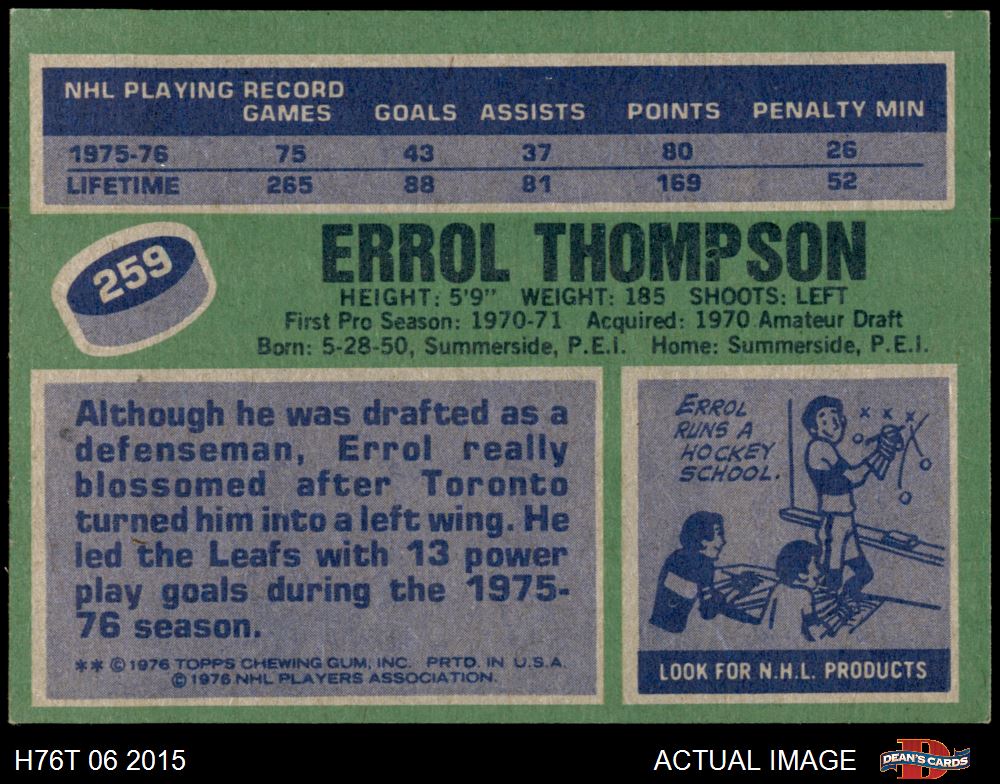 NHL PLAYING RECORD
GAMES GOALS ASSISTS POINTS PENALTY MIN
1975-76 75 43 37 80 26
LIFETIME 265 88 81 169 52
259
ERROL THOMPSON
HEIGHT: 5'9" WEIGHT: 185 SHOOTS: LEFT
First Pro Season: 1970-71 Acquired: 1970 Amateur Draft
Born: 5-28-50, Summerside, P.E.I. Home: Summerside, P.E.I.
Although he was drafted as a
defenseman, Errol really
blossomed after Toronto
turned him into a left wing. He
led the Leafs with 13 power
play goals during the 1975-
76 season.
** © 1976 TOPPS CHEWING GUM, INC. PRTD. IN U.S.A.
© 1976 NHL PLAYERS ASSOCIATION.
ERROL
RUNS A
HOCKEY
SCHOOL.
X X X
LOOK FOR N.H.L. PRODUCTS
H76T 06 2015
ACTUAL IMAGE
D
DEAN'S CARDS